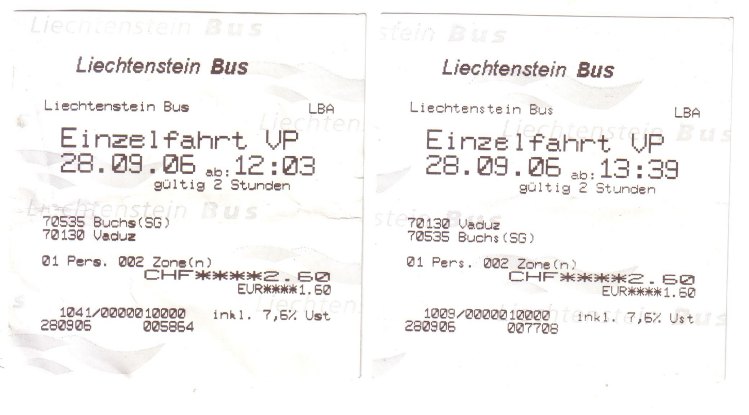 Liechtenstein Bus
Liechtenstein Bus LBA
Einzelfahrt VP
28.09.06 ab: 12:03
gültig 2 Stunden
70535 Buchs(SG)
70130 Vaduz
01 Pers. 002 Zone(n)
CHF****2.60
EUR****1.60
1041/0000010000 inkl. 7,6% Ust
280906 005864
Liechtenstein Bus
Liechtenstein Bus LBA
Einzelfahrt VP
28.09.06 ab: 13:39
gültig 2 Stunden
70130 Vaduz
70535 Buchs(SG)
01 Pers. 002 Zone(n)
CHF****2.60
EUR****1.60
1009/0000010000 inkl. 7,6% Ust
280906 007708